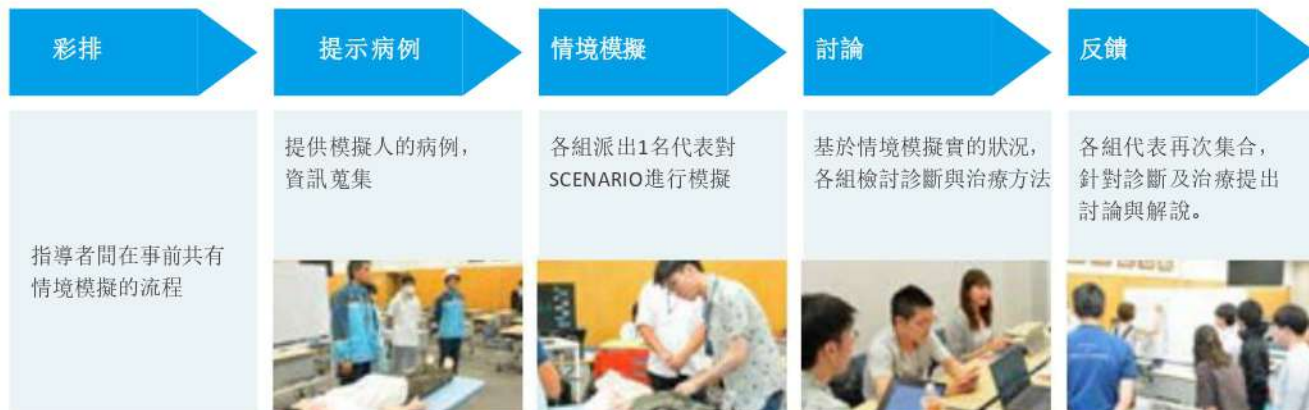 彩排
提示病例
情境模擬
討論
反饋
指導者間在事前共有
情境模擬的流程
提供模擬人的病例，
資訊蒐集
各組派出1名代表對
SCENARIO進行模擬
基於情境模擬實的狀況，
各組檢討診斷與治療方法
各組代表再次集合，
針對診斷及治療提出
討論與解說。